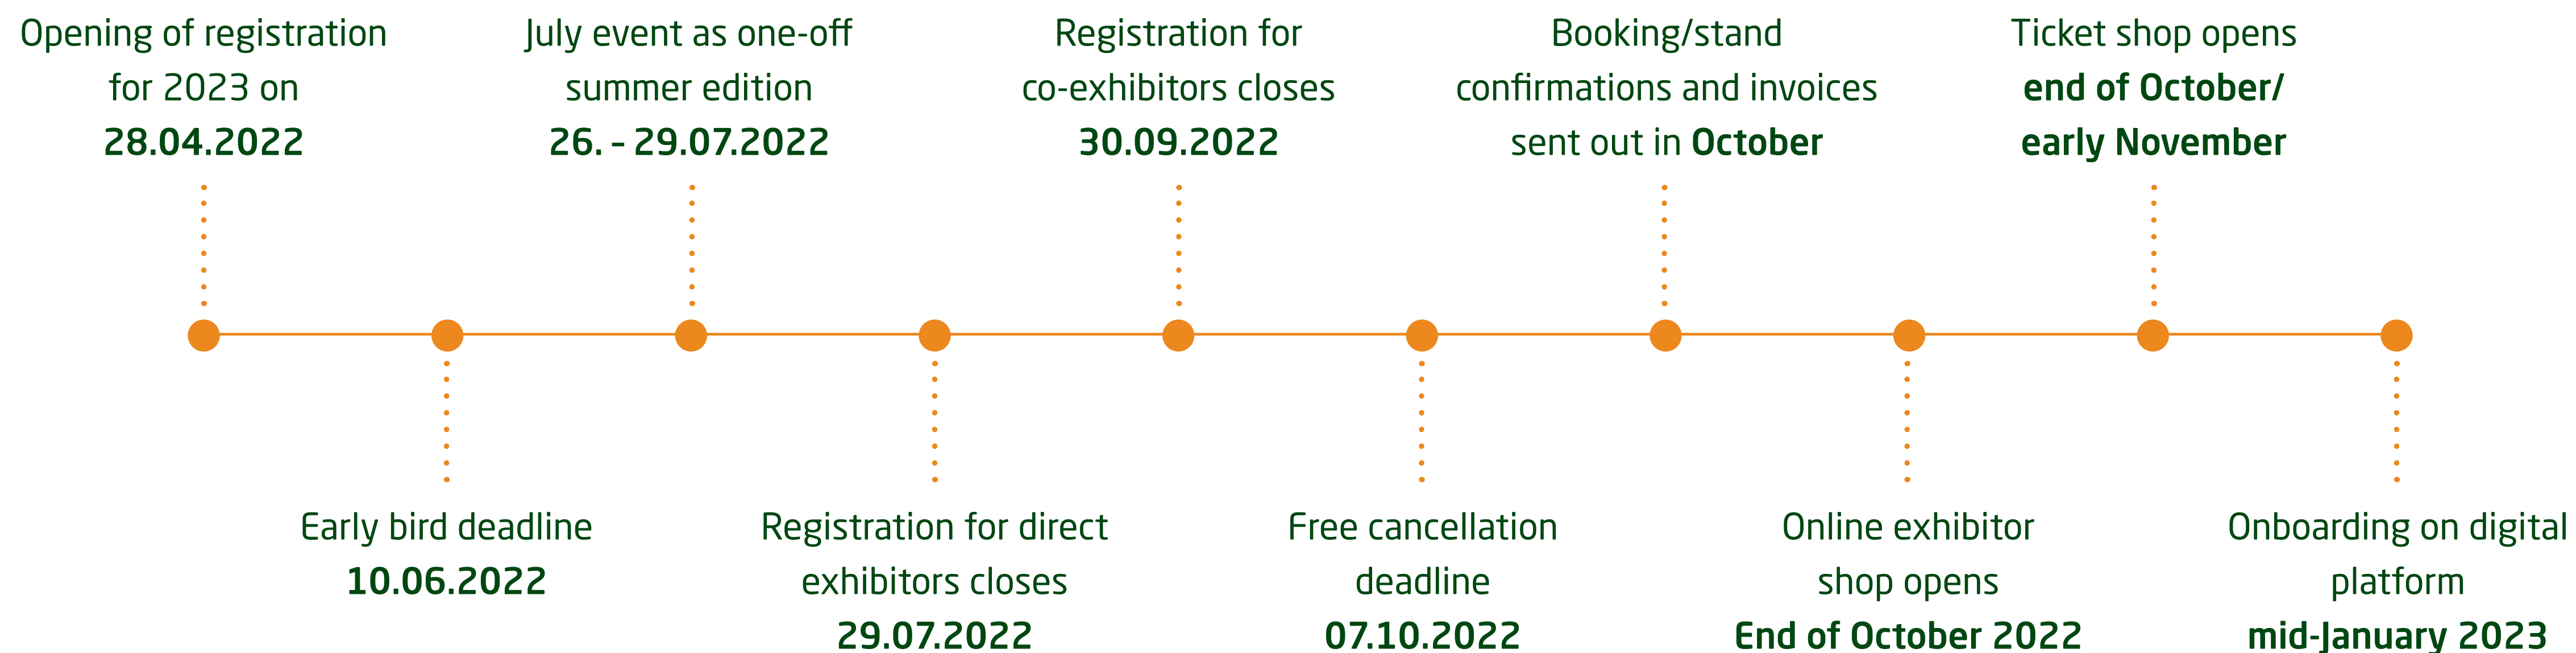 Opening of registration
for 2023 on
28.04.2022
July event as one-off
summer edition
26. – 29.07.2022
Registration for
co-exhibitors closes
30.09.2022
Booking/stand
confirmations and invoices
sent out in October
Ticket shop opens
end of October/
early November
Early bird deadline
10.06.2022
Registration for direct
exhibitors closes
29.07.2022
Free cancellation
deadline
07.10.2022
Online exhibitor
shop opens
End of October 2022
Onboarding on digital
platform
mid-January 2023